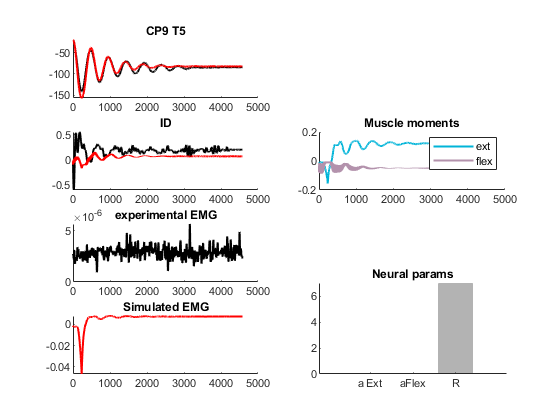 CP9 T5
-50
-100
-150
0 1000 2000 3000 4000 5000
ID
0.5
0
-0.5
0 1000 2000 3000 4000 5000
×10-6
experimental EMG
5
0
0 1000 2000 3000 4000 5000
Simulated EMG
0
-0.02
-0.04
0 1000 2000 3000 4000 5000
Muscle moments
0.2
0
-0.2
0 1000 2000 3000 4000 5000
ext
flex
Neural params
6
4
2
0
a Ext aFlex R